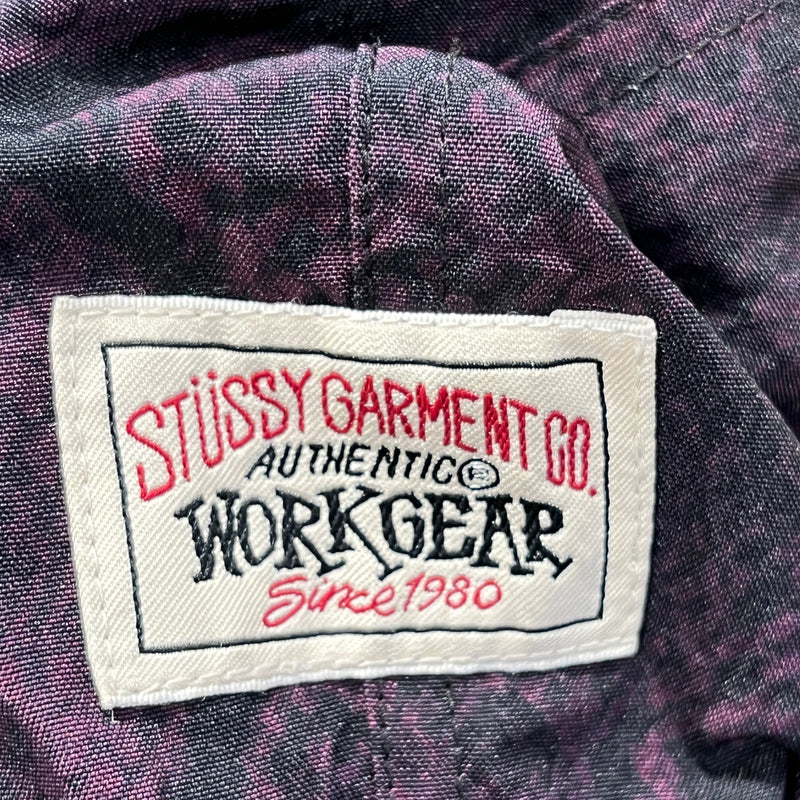 STÜSSY GARMENT CO.
AUTHENTIC®
WORKGEAR
Since 1980